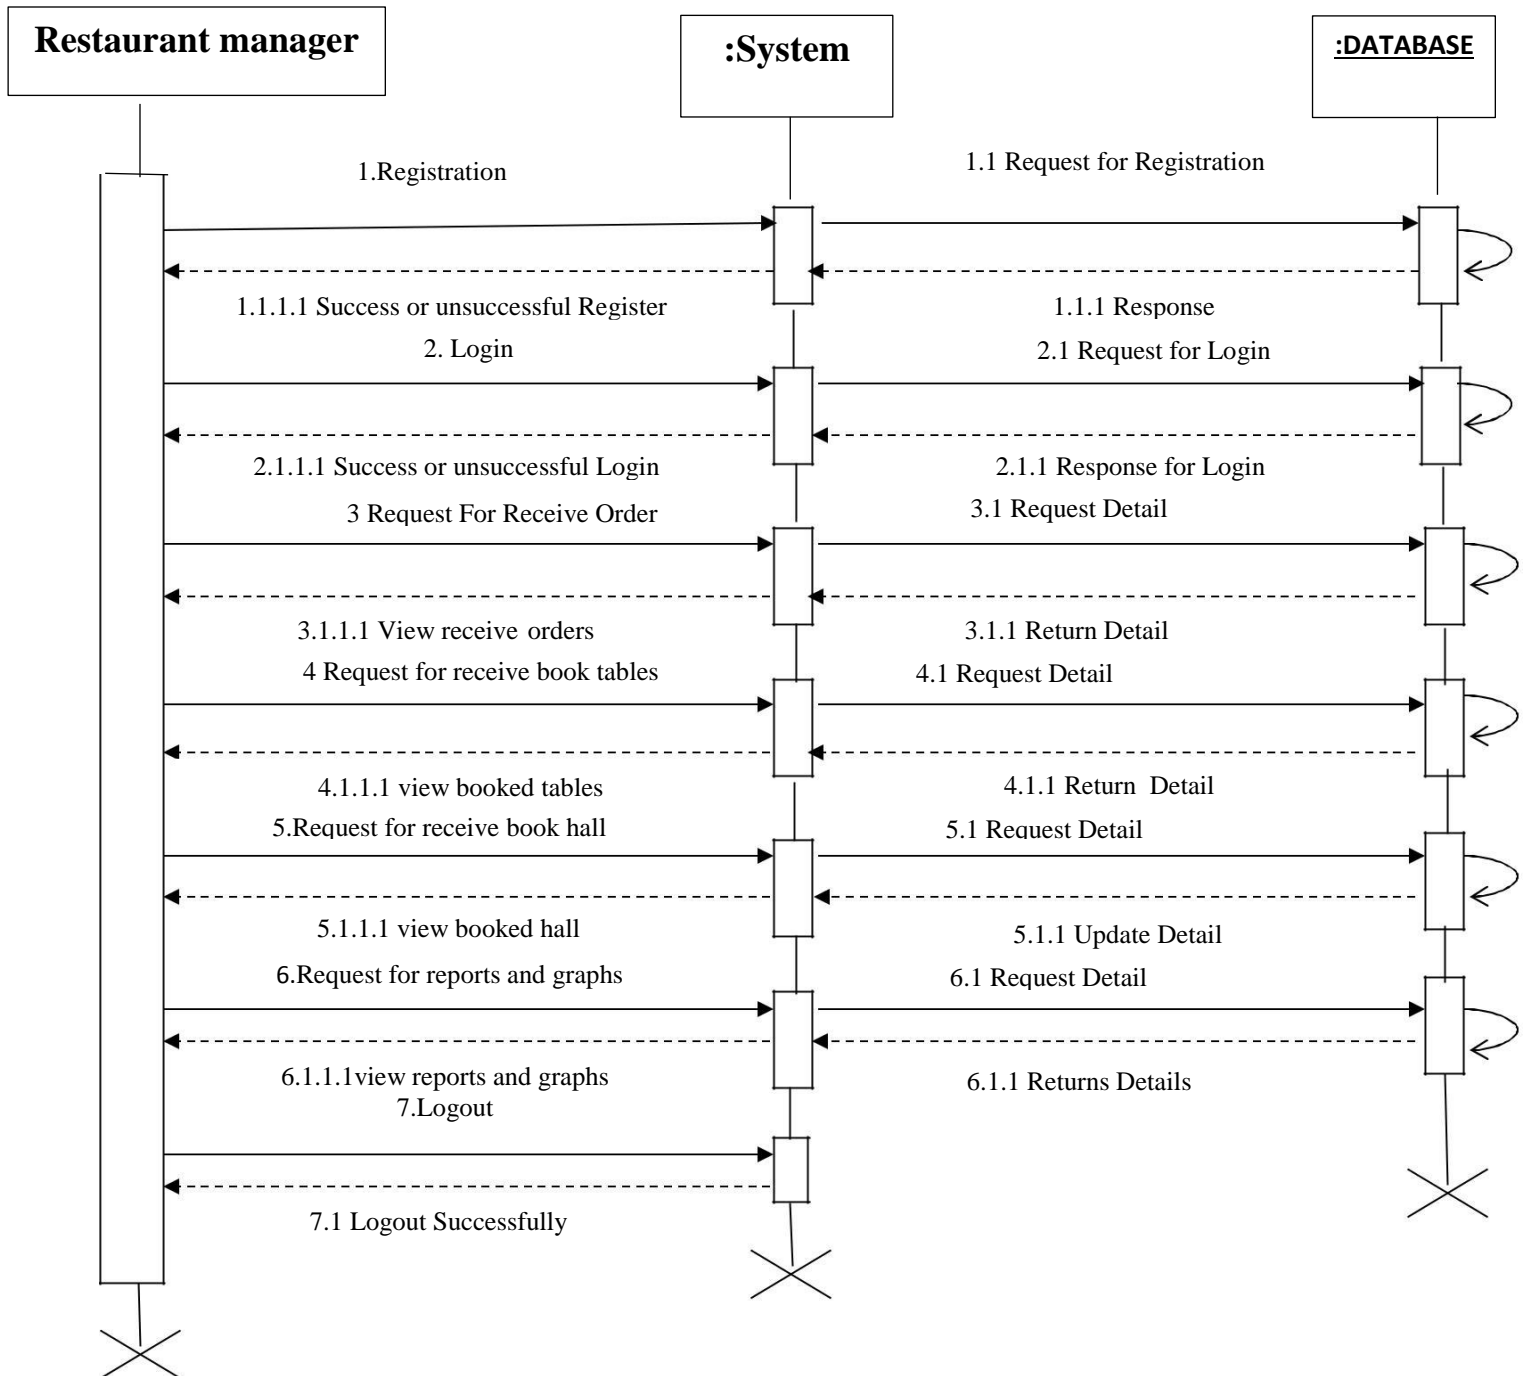 Restaurant manager
:System
:DATABASE
1.Registration
1.1 Request for Registration
1.1.1.1 Success or unsuccessful Register
1.1.1 Response
2. Login
2.1 Request for Login
2.1.1.1 Success or unsuccessful Login
2.1.1 Response for Login
3 Request For Receive Order
3.1 Request Detail
3.1.1.1 View receive orders
3.1.1 Return Detail
4 Request for receive book tables
4.1 Request Detail
4.1.1.1 view booked tables
4.1.1 Return Detail
5.Request for receive book hall
5.1 Request Detail
5.1.1.1 view booked hall
5.1.1 Update Detail
6.Request for reports and graphs
6.1 Request Detail
6.1.1.1view reports and graphs
6.1.1 Returns Details
7.Logout
7.1 Logout Successfully